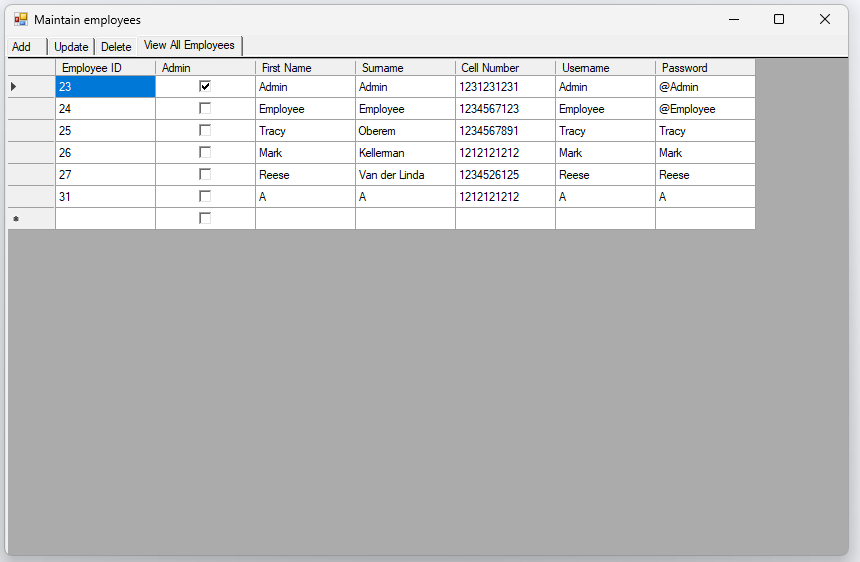 Maintain employees
Add Update Delete View All Employees
Employee ID Admin First Name Surname Cell Number Username Password
23 Admin Admin 1231231231 Admin @Admin
24 Employee Employee 1234567123 Employee @Employee
25 Tracy Oberem 1234567891 Tracy Tracy
26 Mark Kellerman 1212121212 Mark Mark
27 Reese Van der Linda 1234526125 Reese Reese
31 A A 1212121212 A A